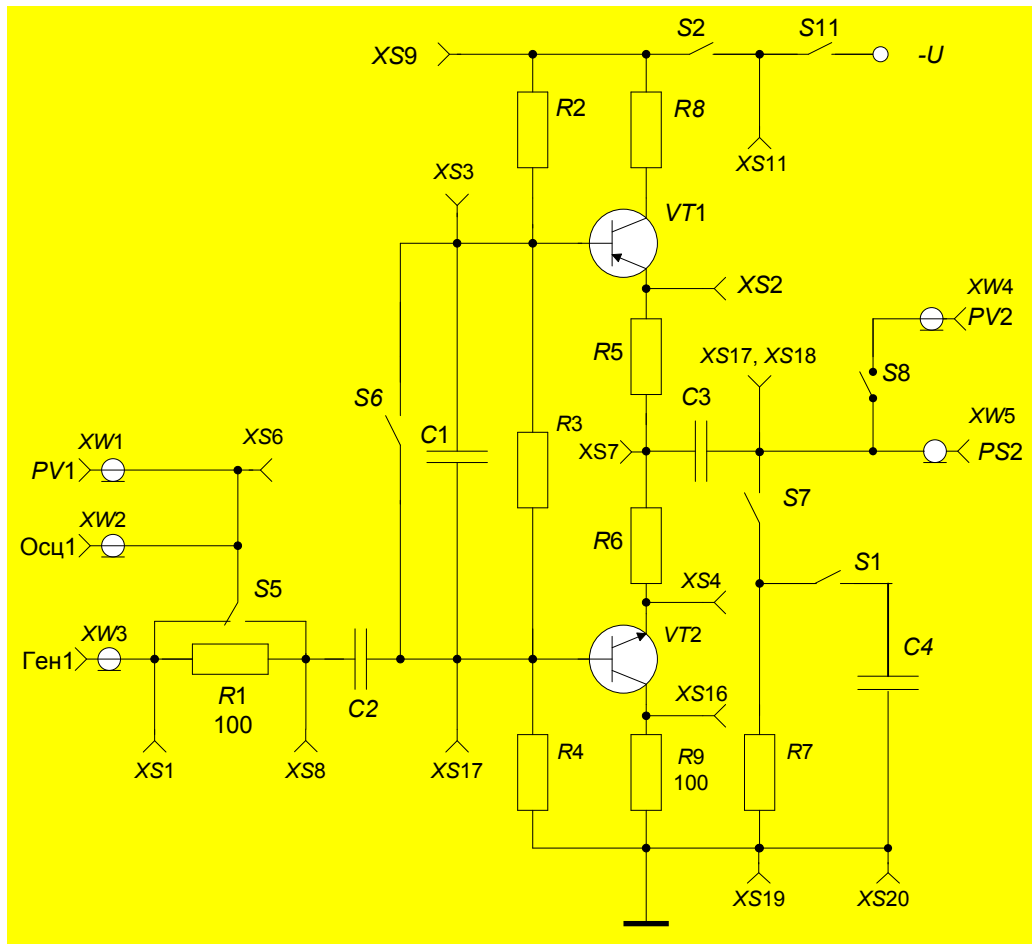 S2
S11
XS9
-U
R2
R8
XS11
XS3
VT1
XS2
XW4
PV2
R5
XS17, XS18
S8
S6
C1
R3
C3
XW5
PS2
XW1
XS6
PV1
XS7
S7
XW2
Осц1
R6
S1
S5
XS4
XW3
VT2
Ген1
C4
R1
100
C2
XS16
R4
R9
100
R7
XS1
XS8
XS17
XS19
XS20